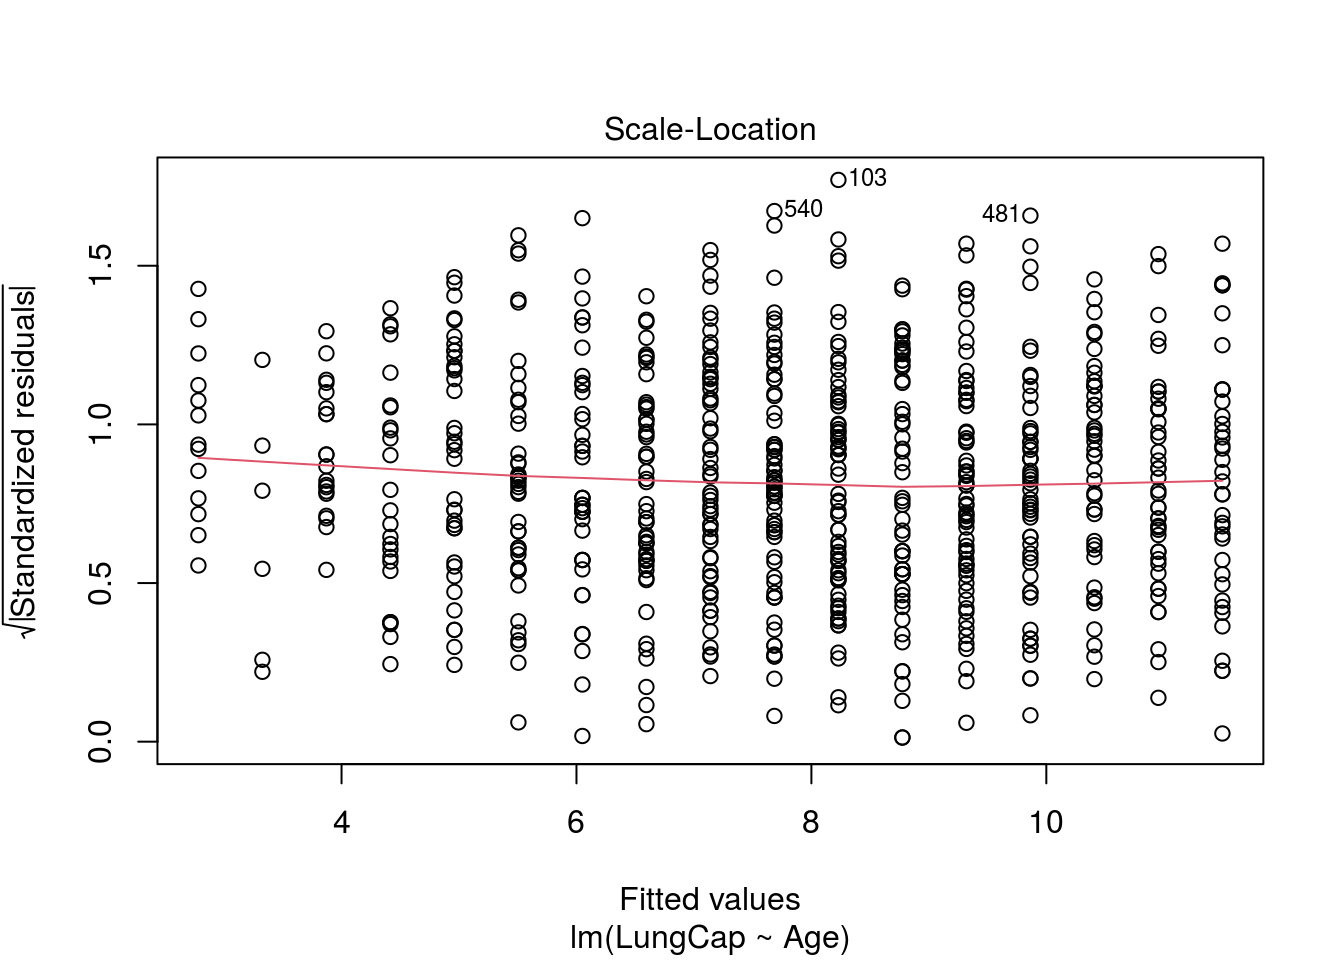 Scale-Location
103
540
481
1.5
1.0
0.5
0.0
√|Standardized residuals|
4 6 8 10
Fitted values
lm(LungCap ~ Age)